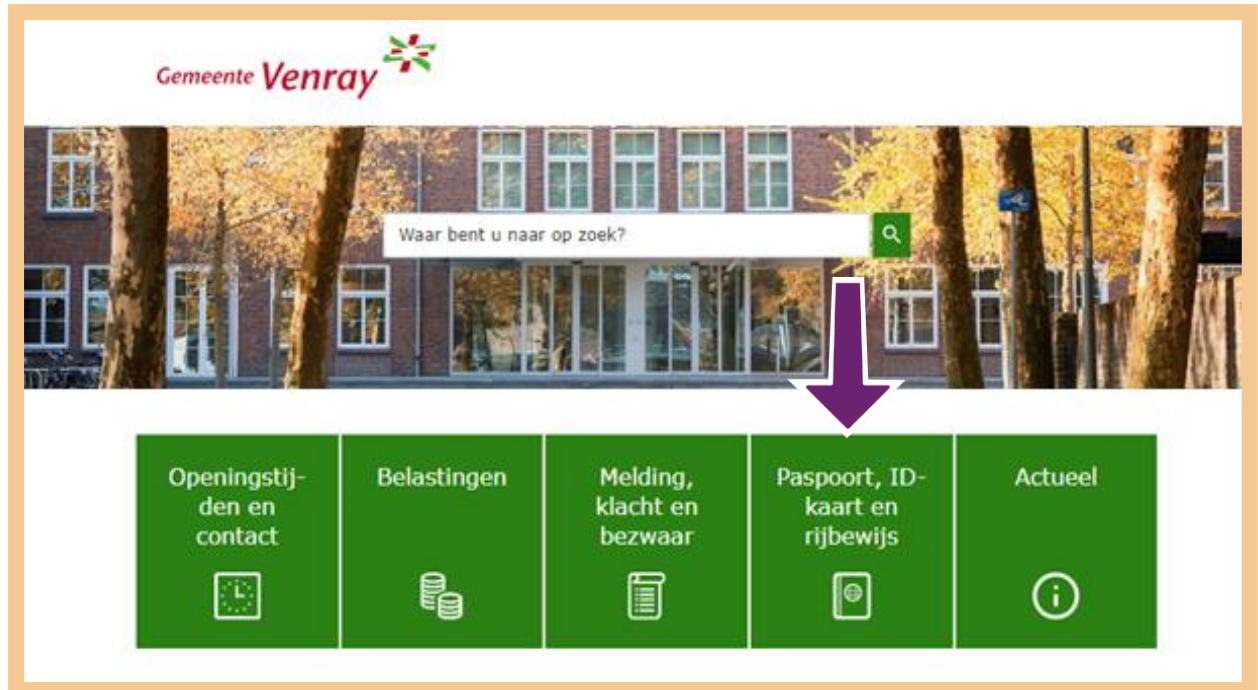 Gemeente Venray
Waar bent u naar op zoek?
Openingstij-
den en
contact
Belastingen
Melding,
klacht en
bezwaar
Paspoort, ID-
kaart en
rijbewijs
Actueel